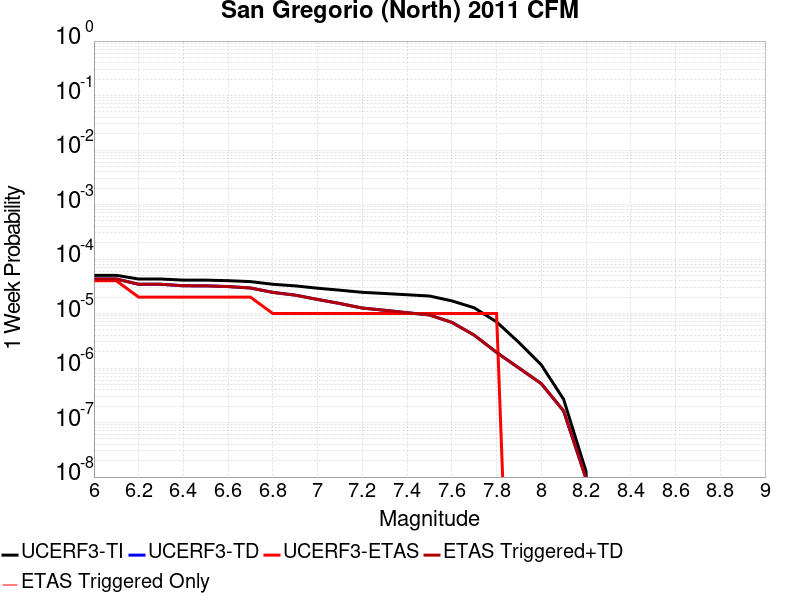 San Gregorio (North) 2011 CFM
10^0
10^-1
10^-2
10^-3
10^-4
10^-5
10^-6
10^-7
10^-8
1 Week Probability
6 6.2 6.4 6.6 6.8 7 7.2 7.4 7.6 7.8 8 8.2 8.4 8.6 8.8 9
Magnitude
UCERF3-TI UCERF3-TD UCERF3-ETAS ETAS Triggered+TD
ETAS Triggered Only